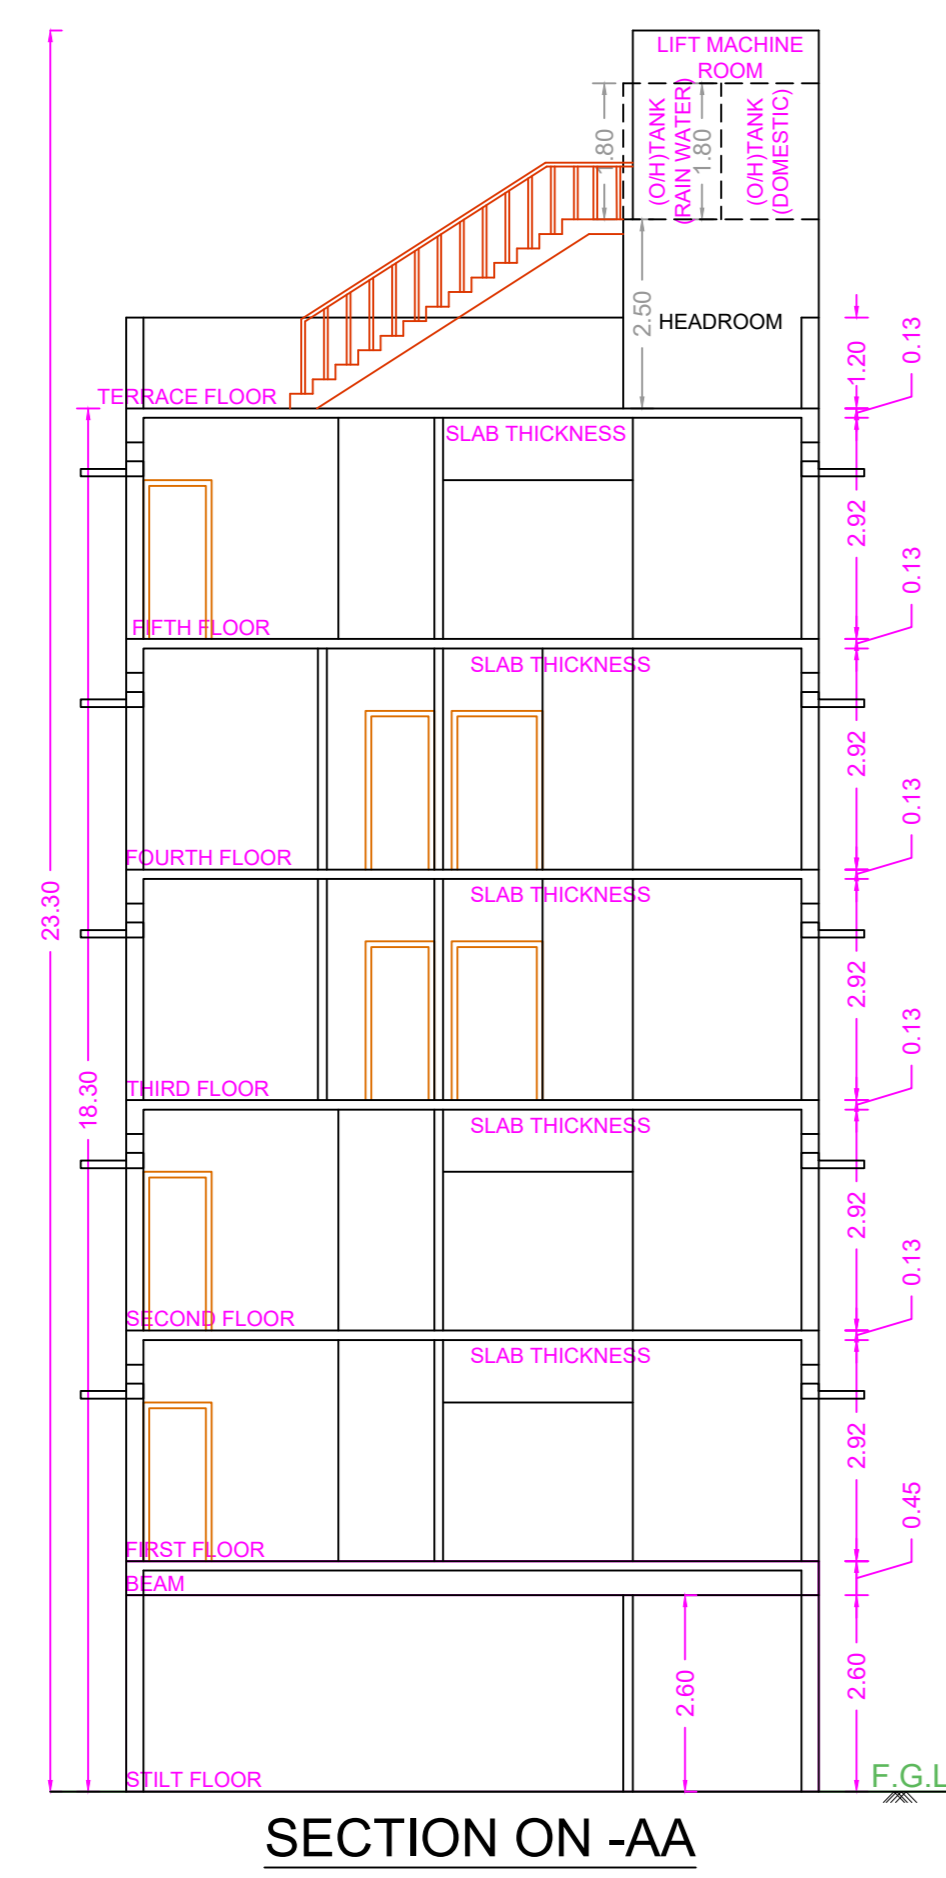 LIFT MACHINE
ROOM
(O/H)TANK
(RAIN WATER)
(O/H)TANK
(DOMESTIC)
1.80
1.80
2.50
HEADROOM
1.20
0.13
TERRACE FLOOR
SLAB THICKNESS
2.92
0.13
FIFTH FLOOR
SLAB THICKNESS
2.92
0.13
FOURTH FLOOR
SLAB THICKNESS
23.30
2.92
0.13
THIRD FLOOR
18.30
SLAB THICKNESS
2.92
0.13
SECOND FLOOR
SLAB THICKNESS
2.92
0.45
FIRST FLOOR
BEAM
2.60
2.60
STILT FLOOR
F.G.L
SECTION ON -AA